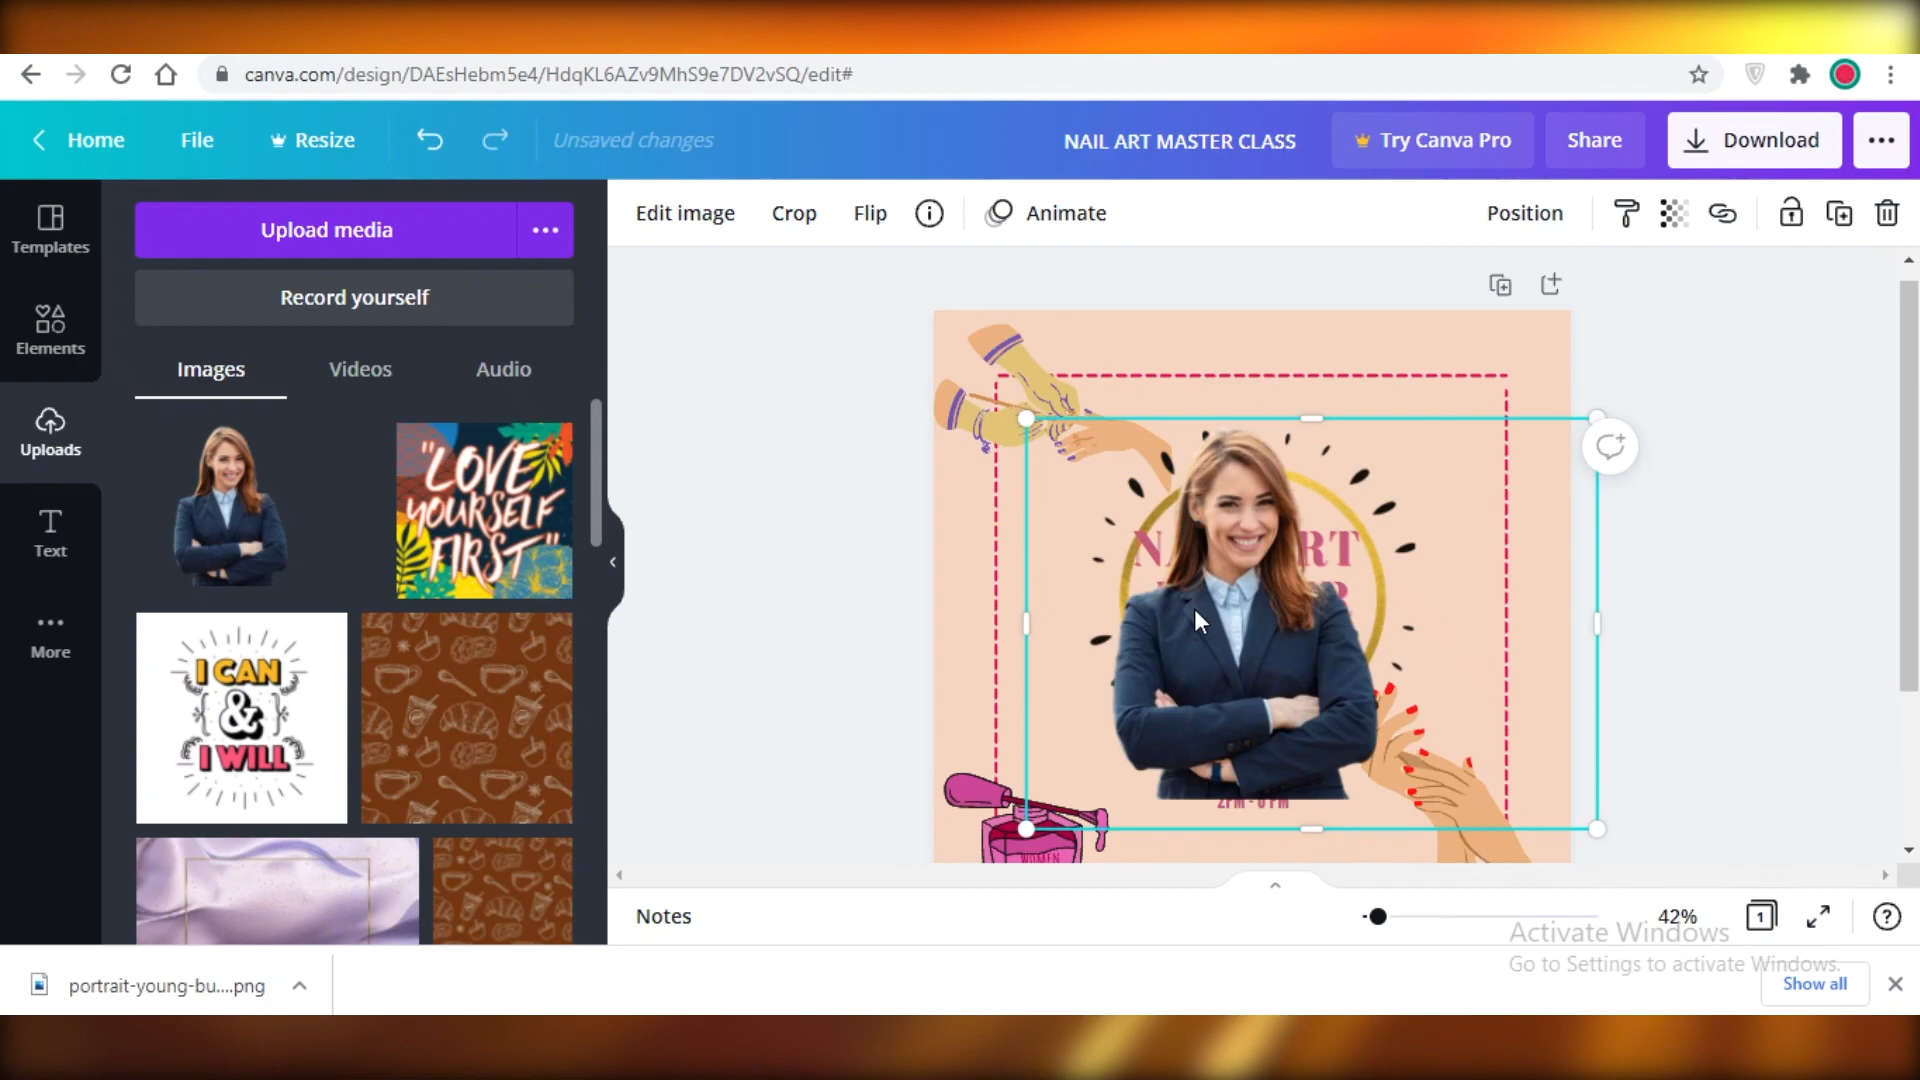 canva.com/design/DAEsHebm5e4/HdqKL6AZv9MhS9e7DV2vSQ/edit#
Home
File
Resize
Unsaved changes
NAIL ART MASTER CLASS
Try Canva Pro
Share
Download
Templates
Elements
Uploads
Text
More
Upload media
Record yourself
Images
Videos
Audio
"LOVE
YOURSELF
FIRST"
I CAN
&
I WILL
Edit image
Crop
Flip
Animate
Position
WOMEN
Notes
42%
1
Activate Windows
Go to Settings to activate Windows.
portrait-young-bu....png
Show all